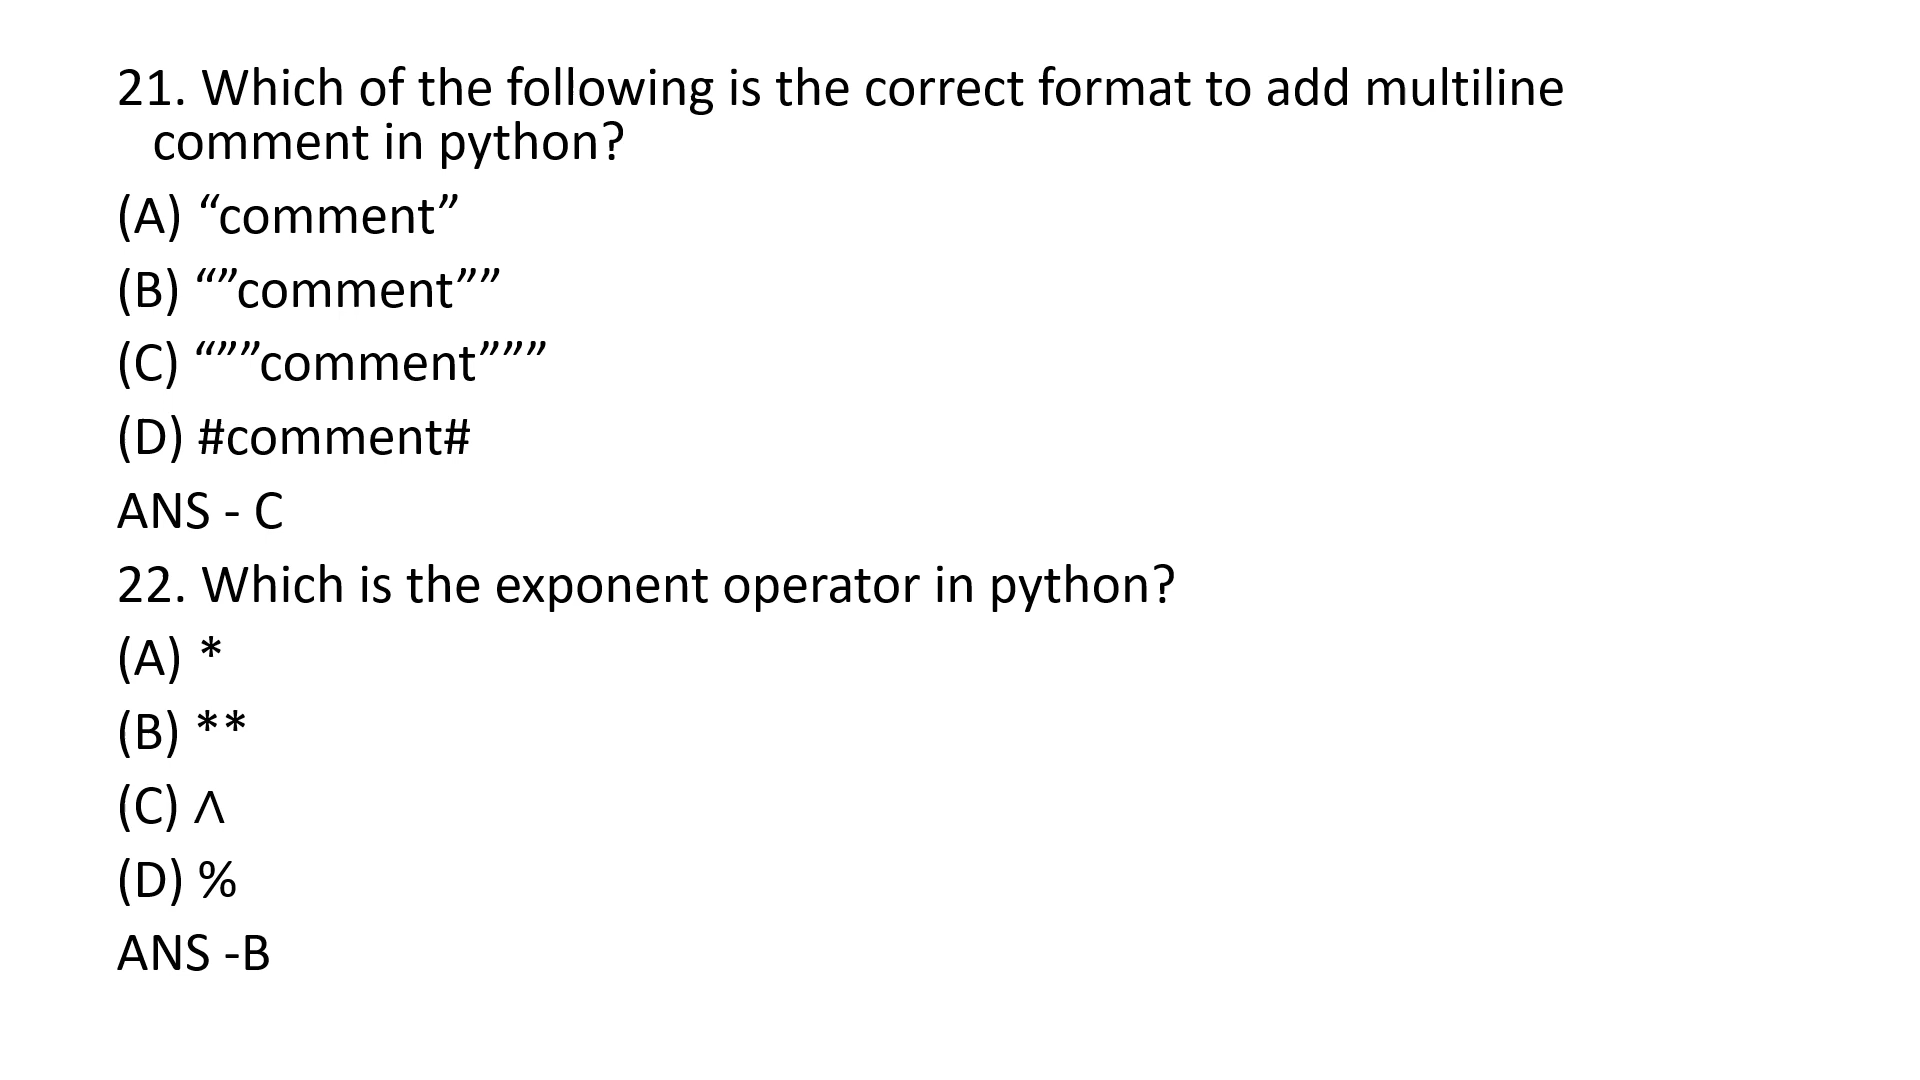 21. Which of the following is the correct format to add multiline
comment in python?
(A) “comment”
(B) “”comment””
(C) “””comment”””
(D) #comment#
ANS - C
22. Which is the exponent operator in python?
(A) *
(B) **
(C) ^
(D) %
ANS -B